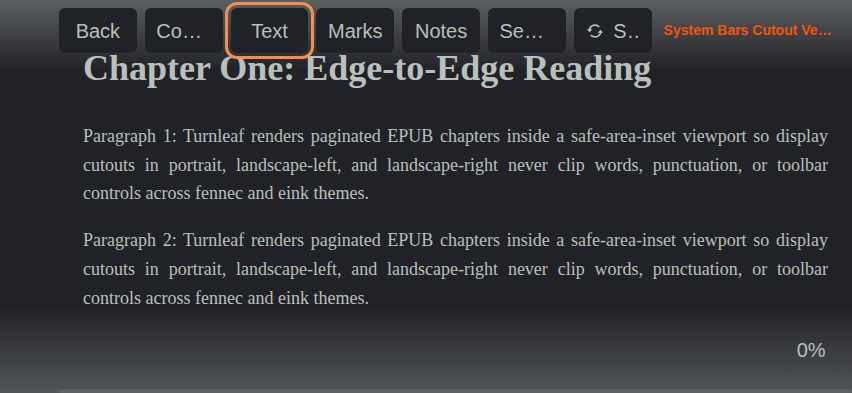 Back Co… Text Marks Notes Se… S.. System Bars Cutout Ve…
Chapter One: Edge-to-Edge Reading
Paragraph 1: Turnleaf renders paginated EPUB chapters inside a safe-area-inset viewport so display
cutouts in portrait, landscape-left, and landscape-right never clip words, punctuation, or toolbar
controls across fennec and eink themes.
Paragraph 2: Turnleaf renders paginated EPUB chapters inside a safe-area-inset viewport so display
cutouts in portrait, landscape-left, and landscape-right never clip words, punctuation, or toolbar
controls across fennec and eink themes.
0%